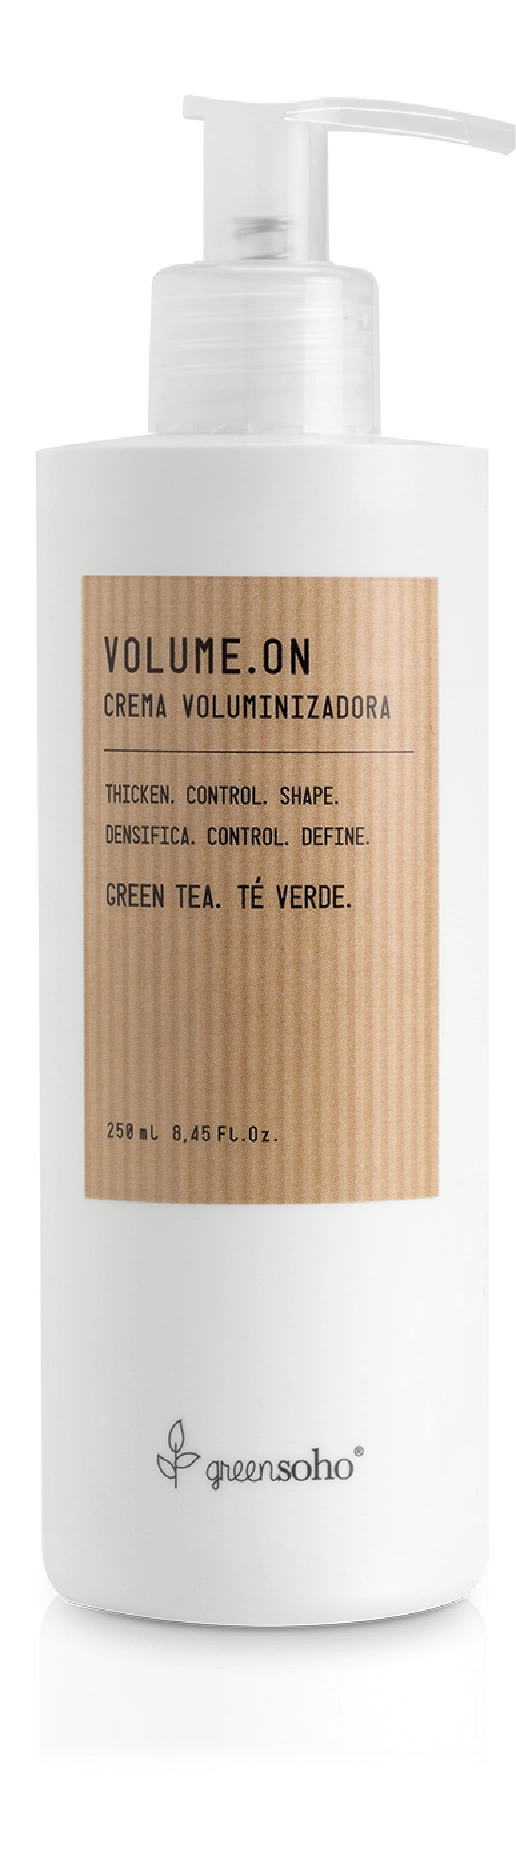 VOLUME.ON
CREMA VOLUMINIZADORA
THICKEN. CONTROL. SHAPE.
DENSIFICA. CONTROL. DEFINE.
GREEN TEA. TÉ VERDE.
250 ml 8,45 FL.Oz.
greensoho®